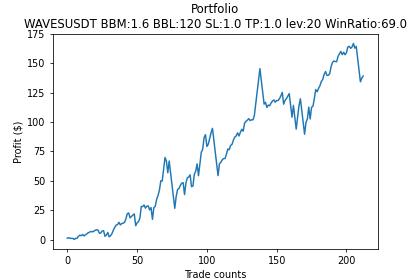 Portfolio
WAVESUSDT BBM:1.6 BBL:120 SL:1.0 TP:1.0 lev:20 WinRatio:69.0
175
150
125
100
75
50
25
0
Profit ($)
0 50 100 150 200
Trade counts